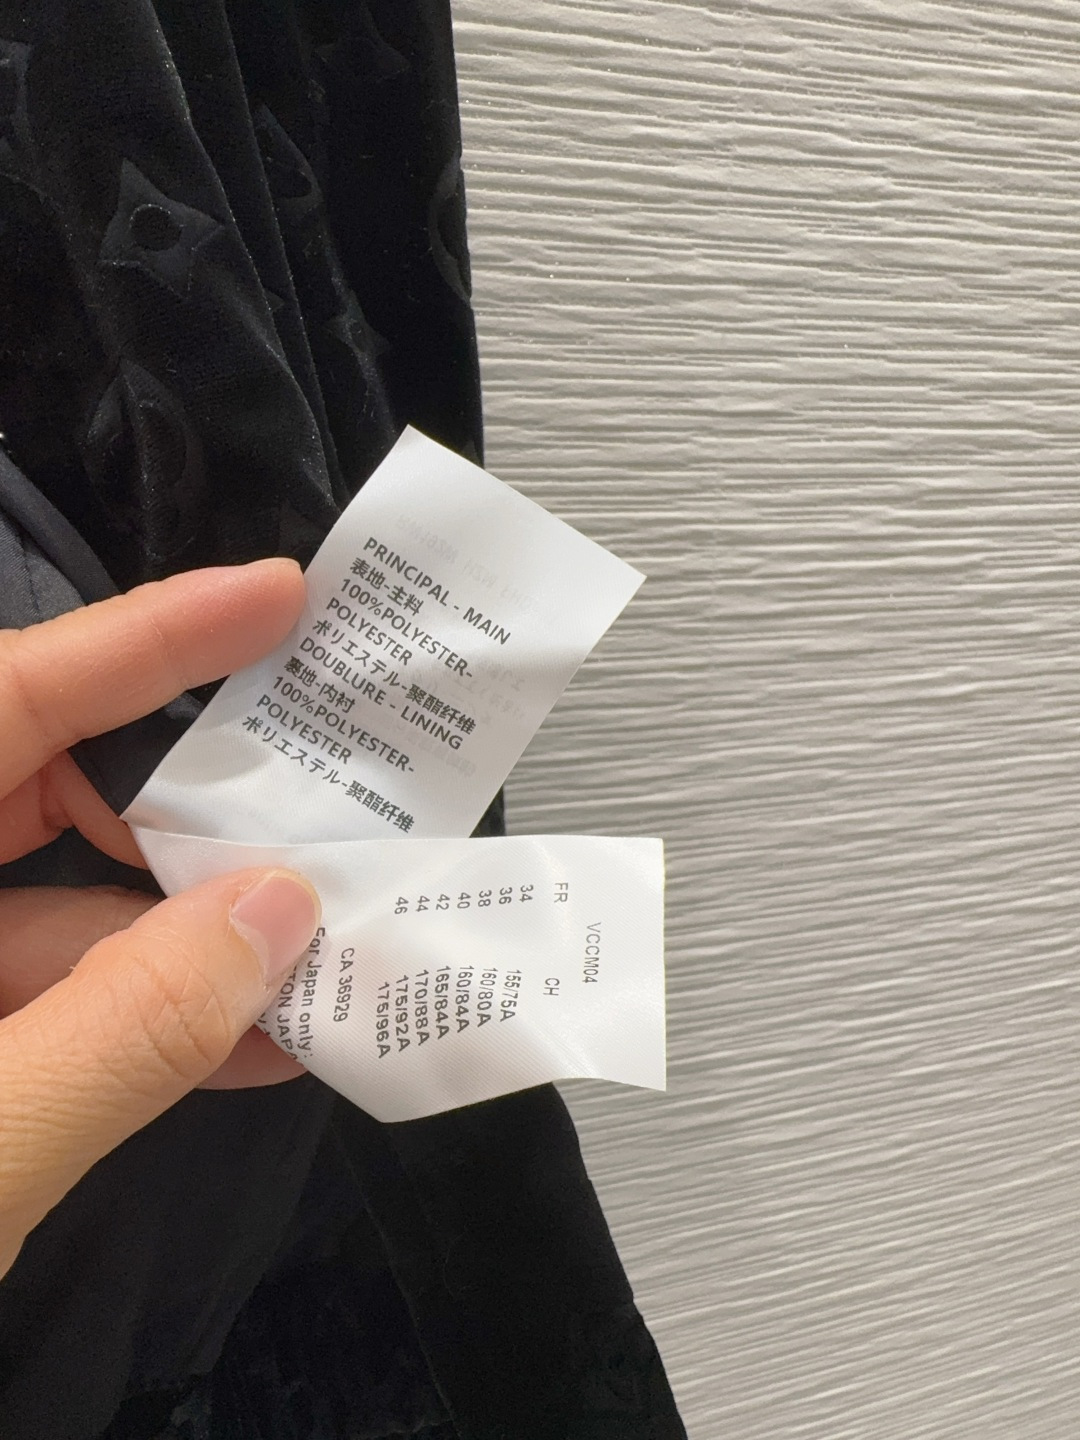 PRINCIPAL - MAIN
表地-主料
100%POLYESTER-
POLYESTER
ポリエステル-聚酯纤维
DOUBLURE - LINING
裏地-内衬
100%POLYESTER-
POLYESTER
ポリエステル-聚酯纤维
VCCM04
FR CH
34 155/75A
36 160/80A
38 160/84A
40 165/84A
42 170/88A
44 175/92A
46 175/96A
CA 36929
For Japan only:
JAPA